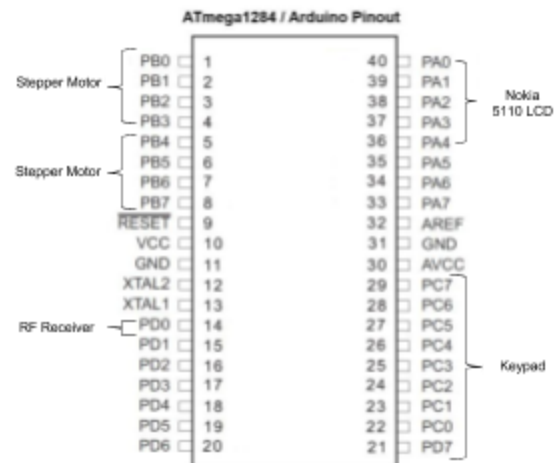 ATmega1284 / Arduino Pinout
PB0 1 40 PA0
PB1 2 39 PA1
Stepper Motor
PB2 3 38 PA2
PB3 4 37 PA3
Nokia
5110 LCD
PB4 5 36 PA4
PB5 6 35 PA5
Stepper Motor
PB6 7 34 PA6
PB7 8 33 PA7
RESET 9 32 AREF
VCC 10 31 GND
GND 11 30 AVCC
XTAL2 12 29 PC7
XTAL1 13 28 PC6
RF Receiver
PD0 14 27 PC5
PD1 15 26 PC4
PD2 16 25 PC3
Keypad
PD3 17 24 PC2
PD4 18 23 PC1
PD5 19 22 PC0
PD6 20 21 PD7